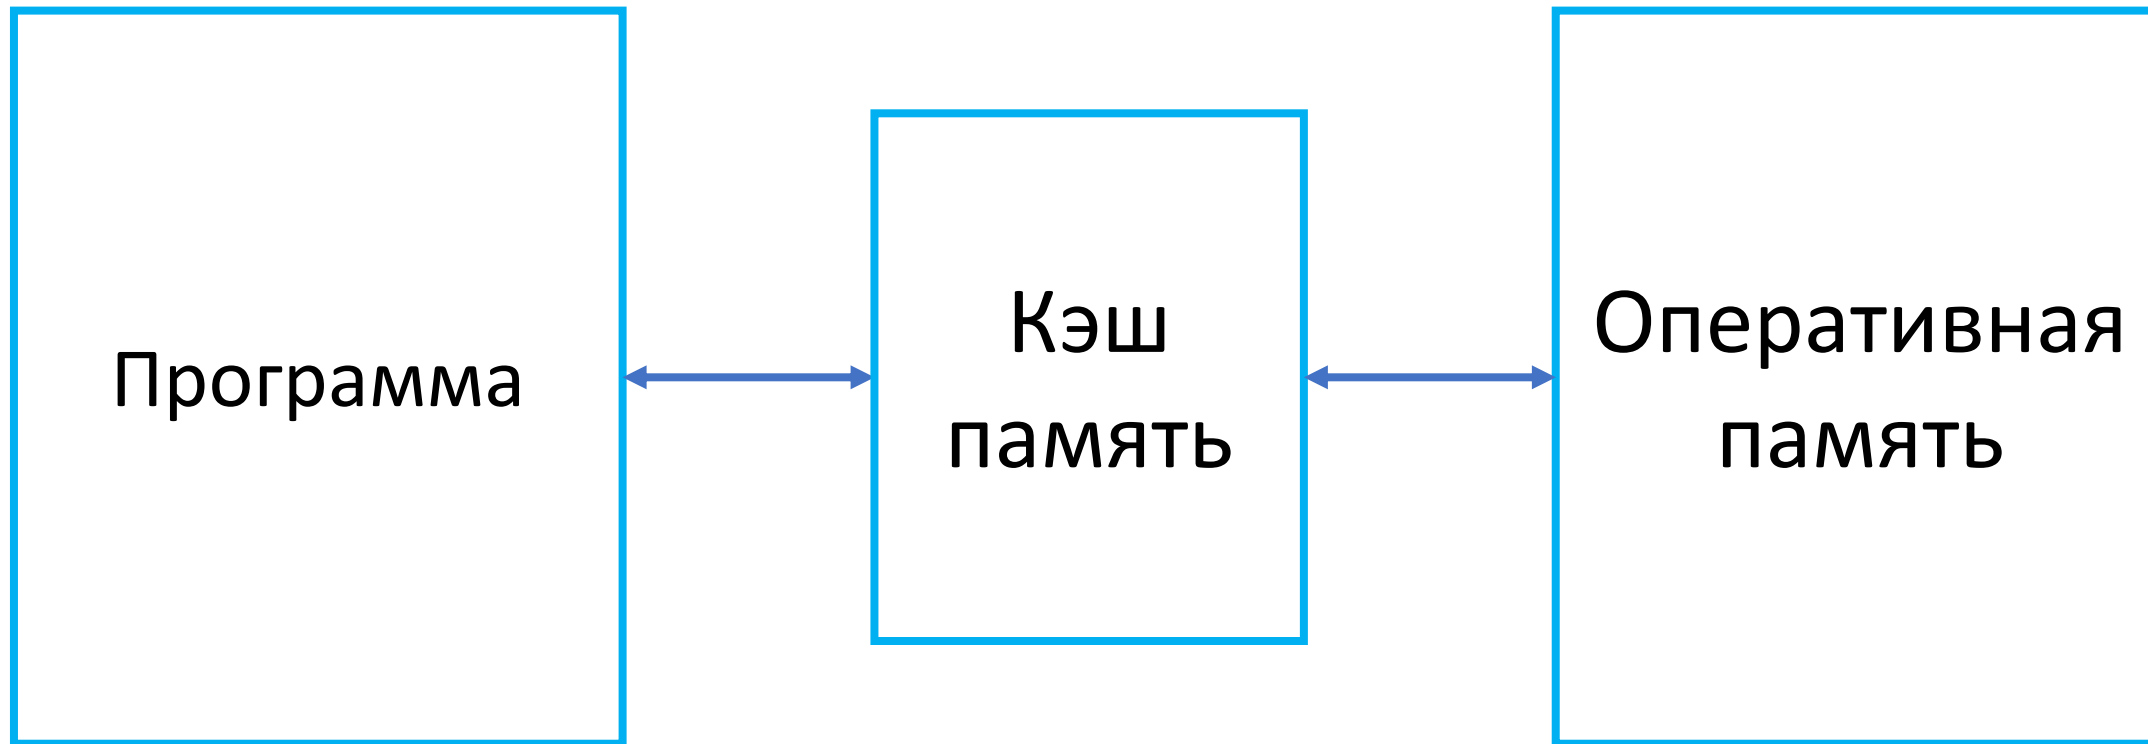 Программа
Кэш
память
Оперативная
память